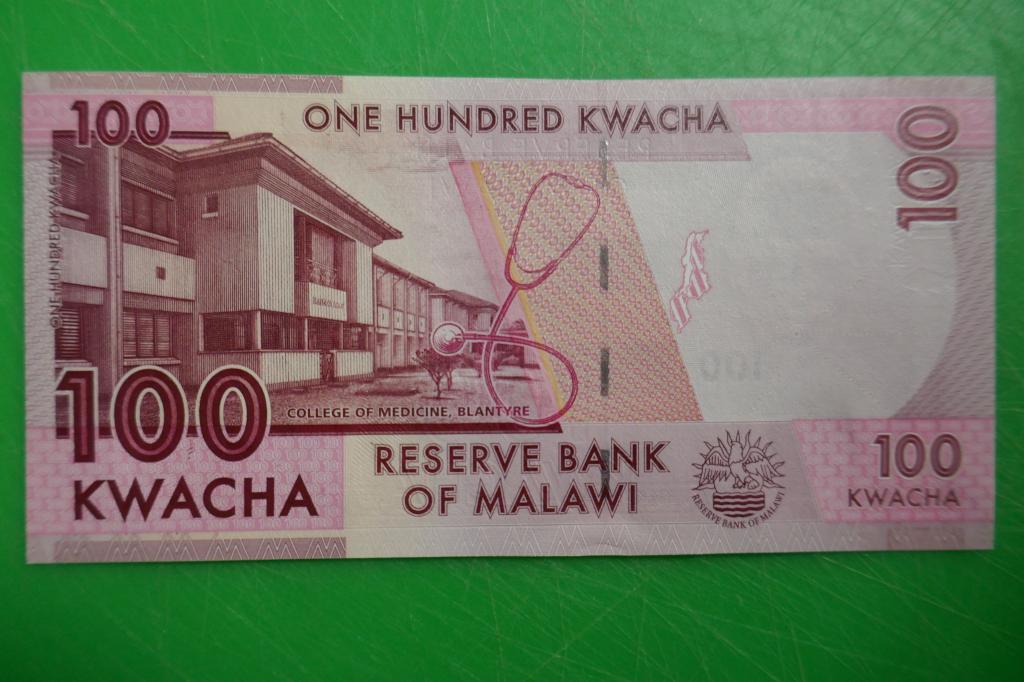 100
ONE HUNDRED KWACHA
100
ONE HUNDRED KWACHA
100
COLLEGE OF MEDICINE, BLANTYRE
KWACHA
RESERVE BANK
OF MALAWI
RESERVE BANK OF MALAWI
100
KWACHA